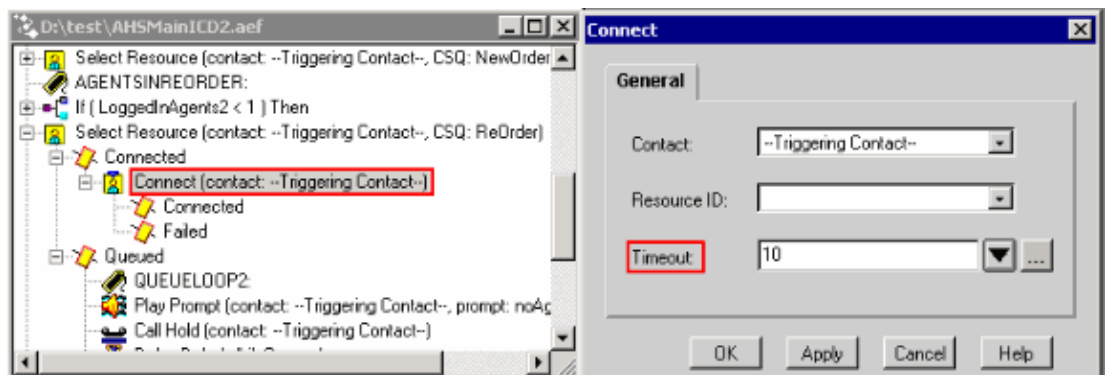 D:\test\AHSMainICD2.aef
Select Resource (contact: --Triggering Contact--, CSQ: NewOrder
AGENTSINREORDER:
If ( LoggedInAgents2 < 1 ) Then
Select Resource (contact: --Triggering Contact--, CSQ: ReOrder)
Connected
Connect (contact: --Triggering Contact--)
Connected
Failed
Queued
QUEUELOOP2:
Play Prompt (contact: --Triggering Contact--, prompt: noAg
Call Hold (contact: --Triggering Contact--)
Connect
General
Contact: --Triggering Contact--
Resource ID:
Timeout: 10 ...
OK Apply Cancel Help